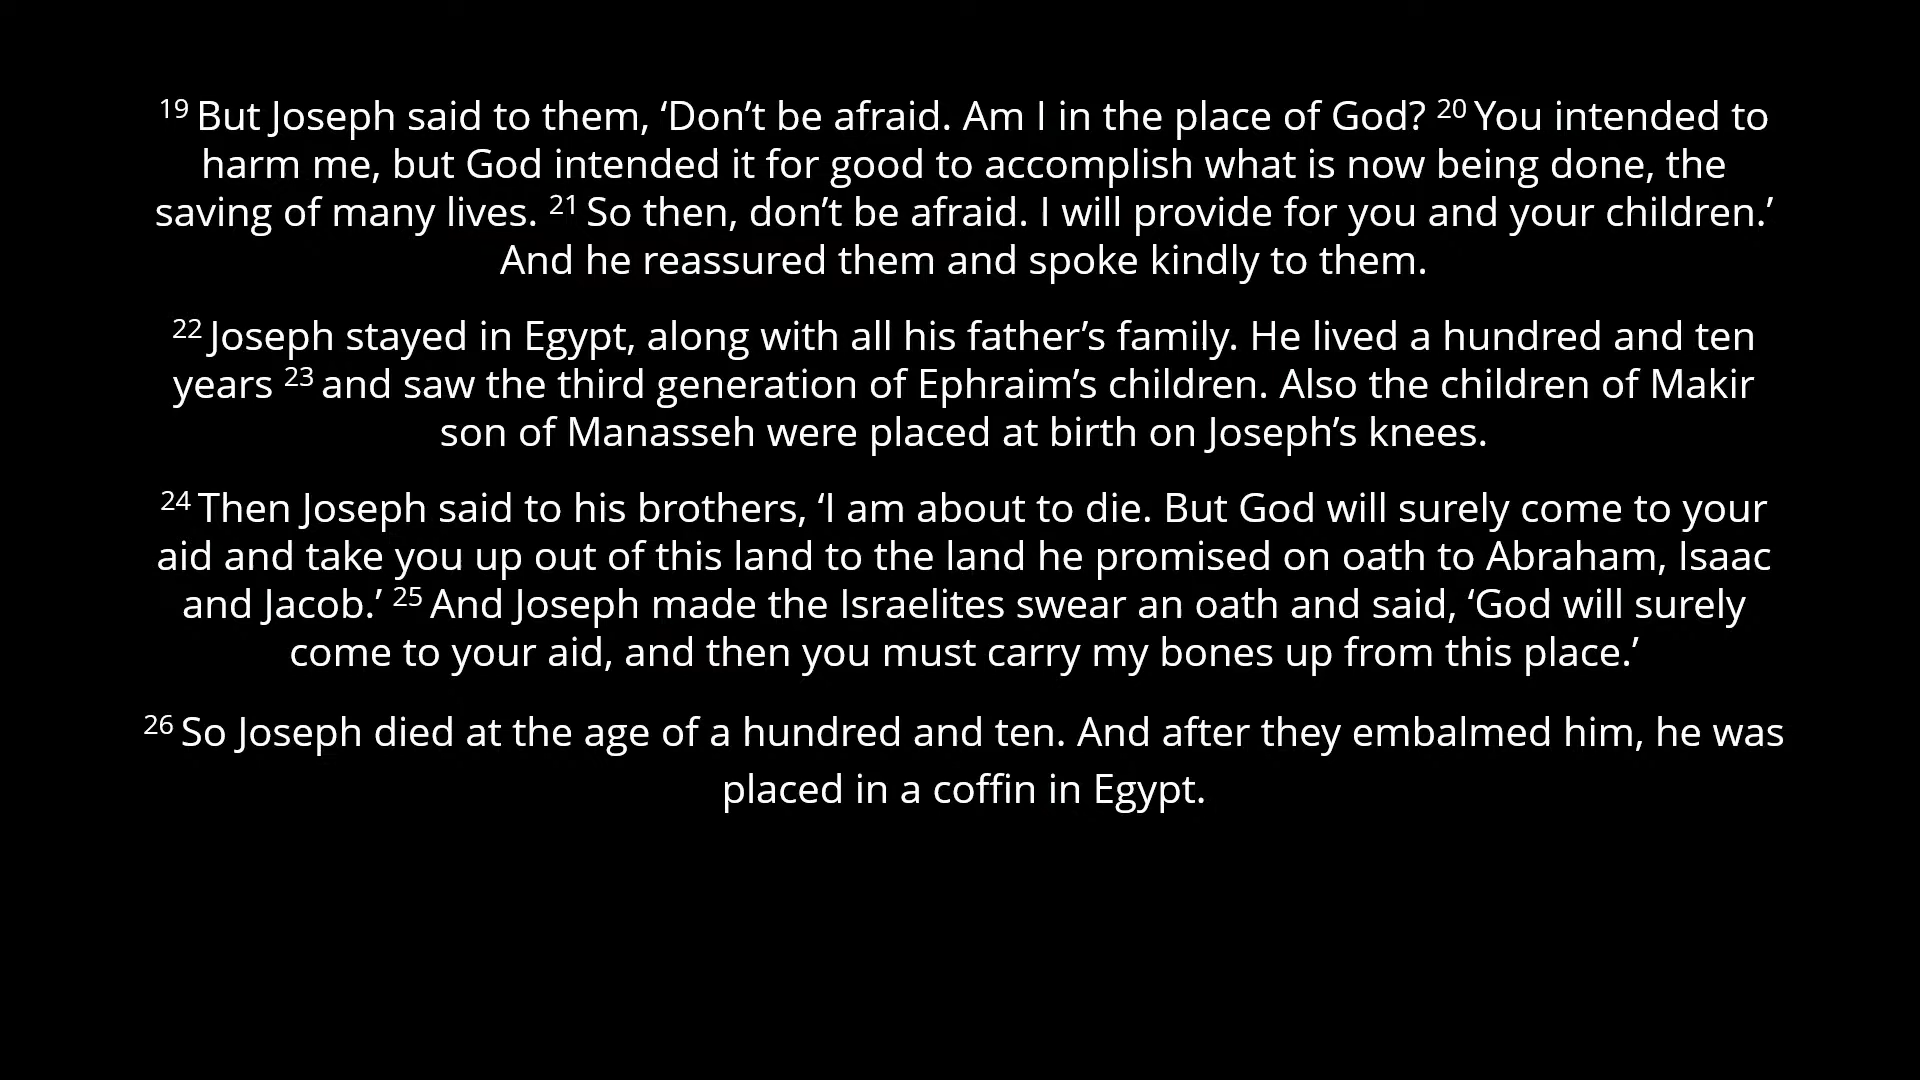 19 But Joseph said to them, ‘Don’t be afraid. Am I in the place of God? 20 You intended to
harm me, but God intended it for good to accomplish what is now being done, the
saving of many lives. 21 So then, don’t be afraid. I will provide for you and your children.’
And he reassured them and spoke kindly to them.
22 Joseph stayed in Egypt, along with all his father’s family. He lived a hundred and ten
years 23 and saw the third generation of Ephraim’s children. Also the children of Makir
son of Manasseh were placed at birth on Joseph’s knees.
24 Then Joseph said to his brothers, ‘I am about to die. But God will surely come to your
aid and take you up out of this land to the land he promised on oath to Abraham, Isaac
and Jacob.’ 25 And Joseph made the Israelites swear an oath and said, ‘God will surely
come to your aid, and then you must carry my bones up from this place.’
26 So Joseph died at the age of a hundred and ten. And after they embalmed him, he was
placed in a coffin in Egypt.